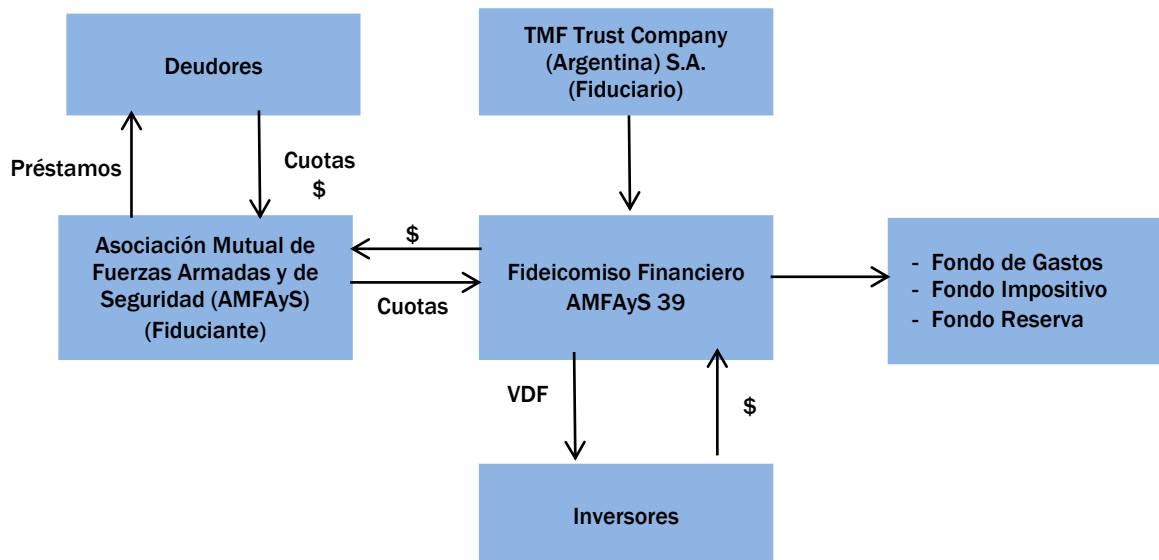 Deudores
TMF Trust Company
(Argentina) S.A.
(Fiduciario)
Préstamos
Cuotas
$
Asociación Mutual de
Fuerzas Armadas y de
Seguridad (AMFAyS)
(Fiduciante)
$
Cuotas
Fideicomiso Financiero
AMFAyS 39
- Fondo de Gastos
- Fondo Impositivo
- Fondo Reserva
VDF
$
Inversores